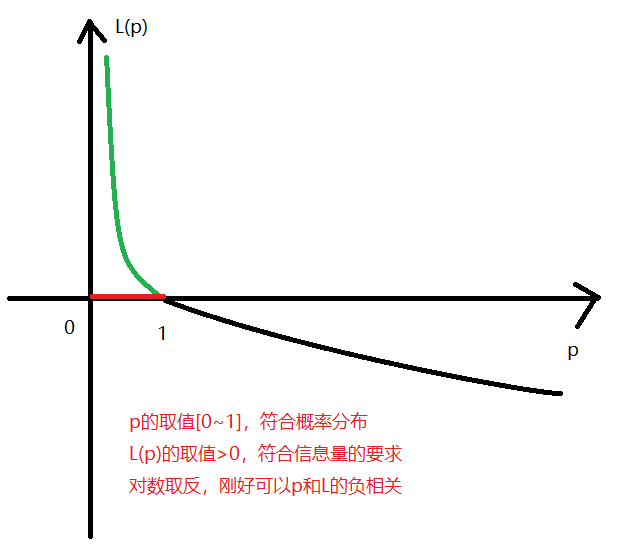 L(p)
0
1
p
p的取值[0~1]，符合概率分布
L(p)的取值>0，符合信息量的要求
对数取反，刚好可以p和L的负相关